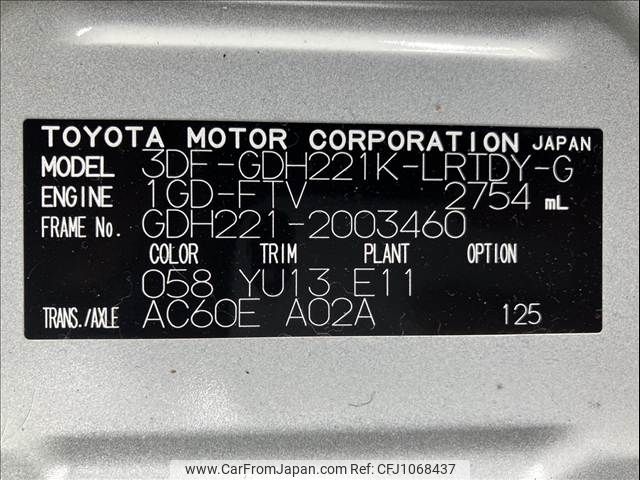 TOYOTA MOTOR CORPORATION JAPAN
MODEL 3DF-GDH221K-LRTDY-G
ENGINE 1GD-FTV 2754 mL
FRAME No. GDH221-2003460
COLOR TRIM PLANT OPTION
058 YU13 E11
TRANS./AXLE AC60E A02A 125
www.CarFromJapan.com | Ref No. CFJ1068437